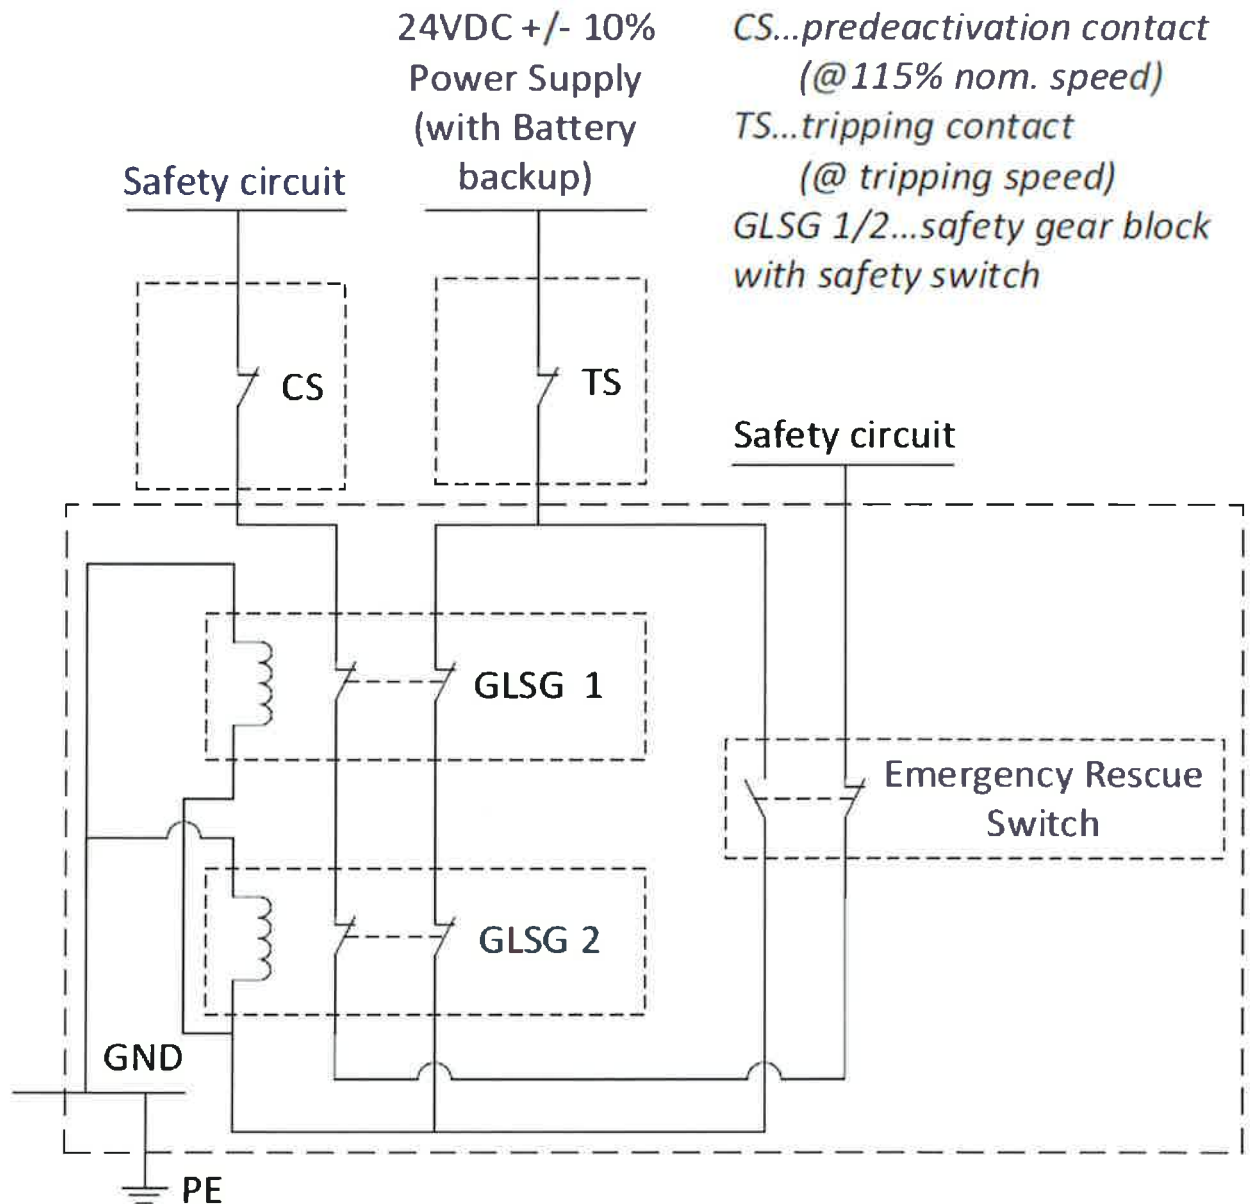 24VDC +/- 10%
Power Supply
(with Battery
backup)
CS...predeactivation contact
(@115% nom. speed)
TS...tripping contact
(@ tripping speed)
GLSG 1/2...safety gear block
with safety switch
Safety circuit
CS
TS
Safety circuit
GLSG 1
Emergency Rescue
Switch
GLSG 2
GND
PE